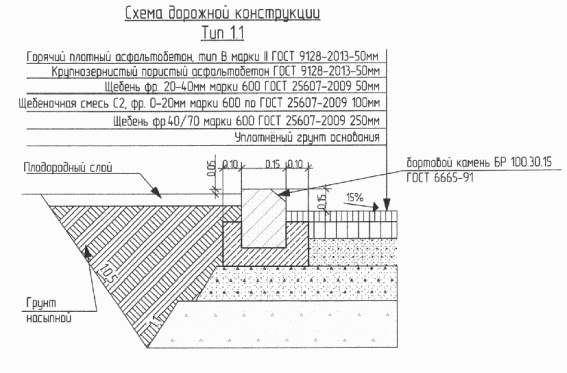 Схема дорожной конструкции
Тип 1.1
Горячий плотный асфальтобетон, тип В марки II ГОСТ 9128-2013-50мм
Крупнозернистый пористый асфальтобетон ГОСТ 9128-2013-50мм
Щебень фр. 20-40мм марки 600 ГОСТ 25607-2009 50мм
Щебеночная смесь С2, фр. 0-20мм марки 600 по ГОСТ 25607-2009 100мм
Щебень фр.40/70 марки 600 ГОСТ 25607-2009 250мм
Уплотнёный грунт основания
Плодородный слой
0.05
0.10
0.15
0.10
бортовой камень БР 100.30.15
ГОСТ 6665-91
0.15
15%
1:0.5
1:1
Грунт
насыпной